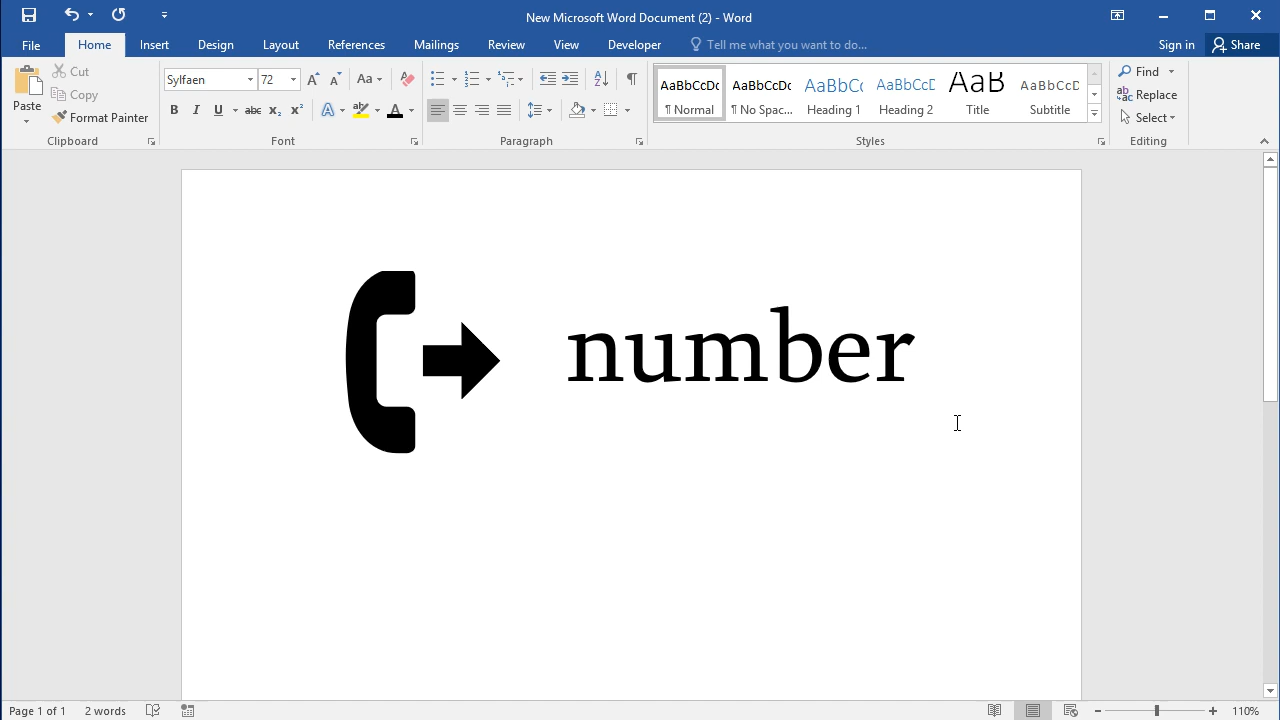 New Microsoft Word Document (2) - Word
File Home Insert Design Layout References Mailings Review View Developer Tell me what you want to do... Sign in Share
Paste
Cut
Copy
Format Painter
Clipboard
Sylfaen 72 Aa
B I U abc x₂ x² A A
Font
Paragraph
AaBbCcDc AaBbCcDc AaBbCc AaBbCcD AaB AaBbCcD
¶ Normal ¶ No Spac... Heading 1 Heading 2 Title Subtitle
Styles
Find
Replace
Select
Editing
number
Page 1 of 1 2 words 110%